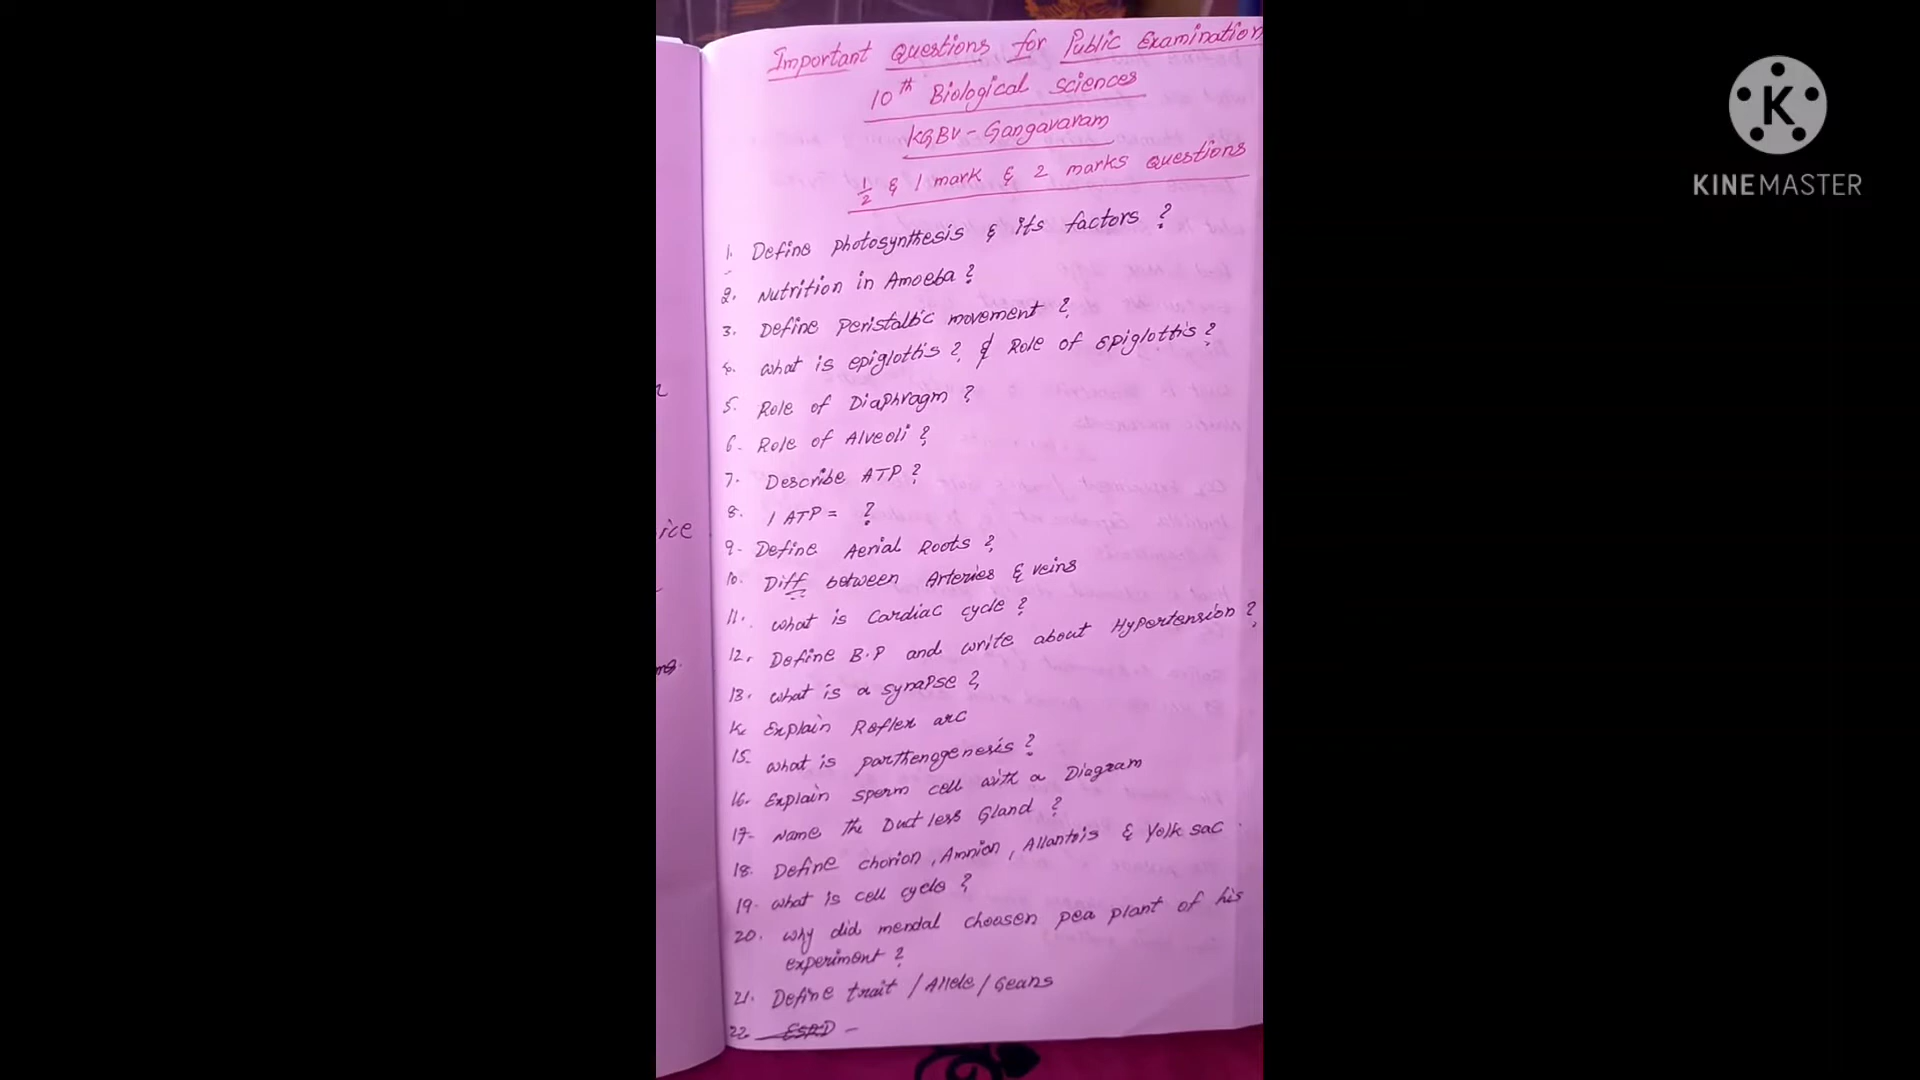 Important Questions for Public Examination
10th Biological Sciences
KGBV - Gangavaram
1/2 & 1 mark & 2 marks Questions
1. Define photosynthesis & its factors ?
2. Nutrition in Amoeba ?
3. Define Peristaltic movement ?
4. What is epiglottis ? & Role of epiglottis ?
5. Role of Diaphragm ?
6. Role of Alveoli ?
7. Describe ATP ?
8. 1 ATP = ?
9. Define Aerial Roots ?
10. Diff between Arteries & veins
11. What is Cardiac cycle ?
12. Define B.P and write about Hypertension ?
13. What is a synapse ?
14. Explain Reflex arc
15. What is parthenogenesis ?
16. Explain sperm cell with a Diagram
17. Name the Ductless Gland ?
18. Define chorion, Amnion, Allantois & Yolk sac.
19. What is cell cycle ?
20. Why did mendal choosen pea plant of his
experiment ?
21. Define trait / Allele / Geans
22. ESRD -
ice
KINEMASTER